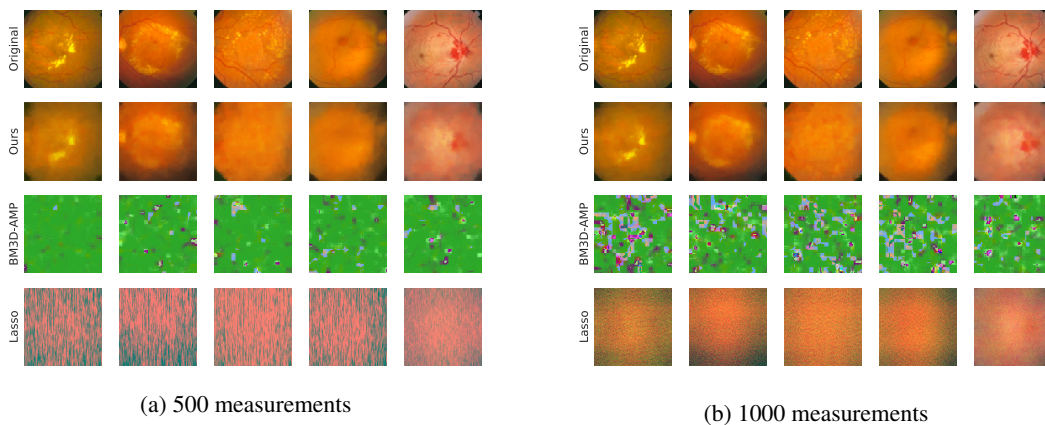 Original
Ours
BM3D-AMP
Lasso
(a) 500 measurements
Original
Ours
BM3D-AMP
Lasso
(b) 1000 measurements